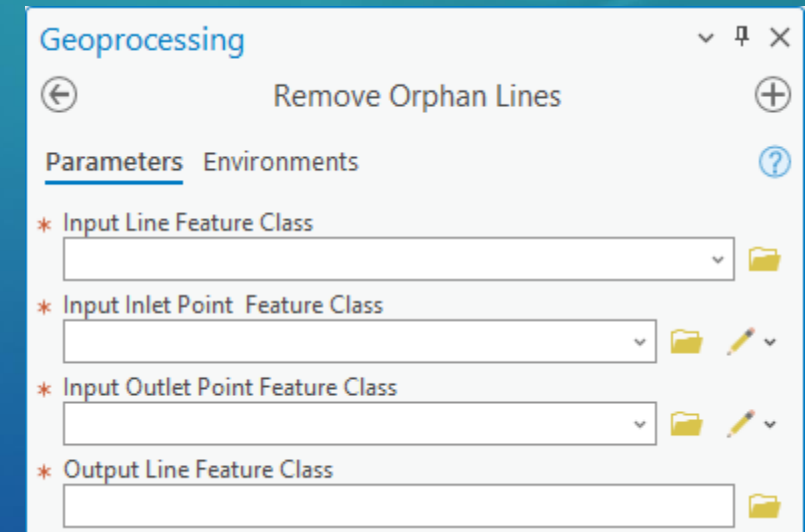 Geoprocessing
Remove Orphan Lines
Parameters Environments
* Input Line Feature Class
* Input Inlet Point  Feature Class
* Input Outlet Point Feature Class
* Output Line Feature Class